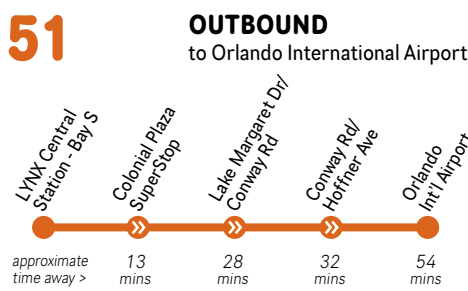 51
OUTBOUND
to Orlando International Airport
LYNX Central
Station - Bay S
Colonial Plaza
SuperStop
Lake Margaret Dr/
Conway Rd
Conway Rd/
Hoffner Ave
Orlando
Int'l Airport
approximate
time away >
13
mins
28
mins
32
mins
54
mins